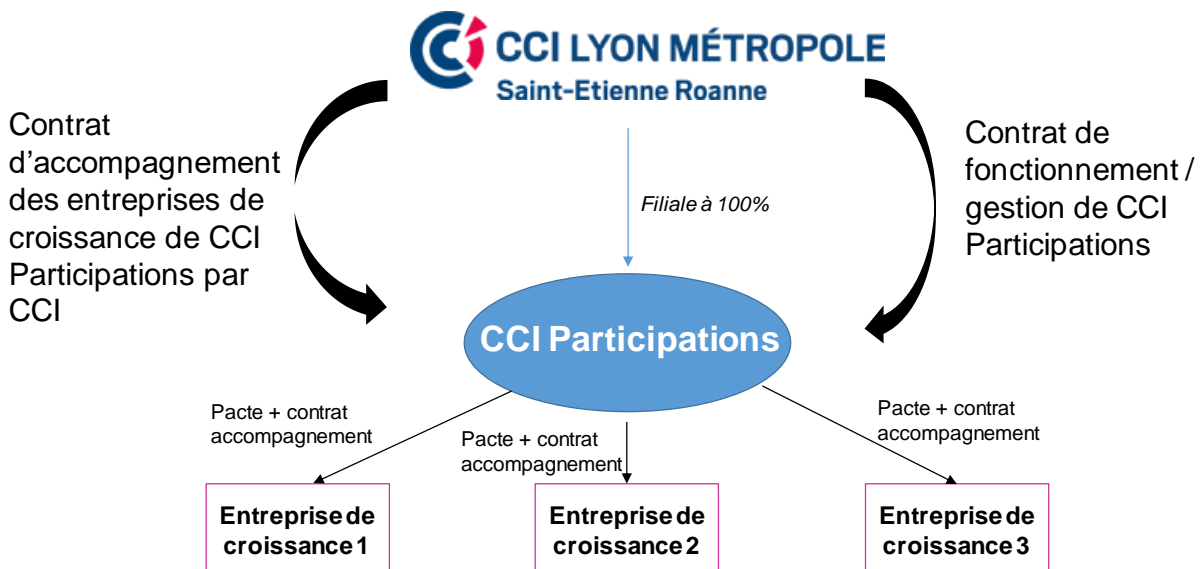 CCI LYON MÉTROPOLE
Saint-Etienne Roanne
Contrat
d'accompagnement
des entreprises de
croissance de CCI
Participations par
CCI
Filiale à 100%
Contrat de
fonctionnement /
gestion de CCI
Participations
CCI Participations
Pacte + contrat
accompagnement
Pacte + contrat
accompagnement
Pacte + contrat
accompagnement
Entreprise de
croissance 1
Entreprise de
croissance 2
Entreprise de
croissance 3